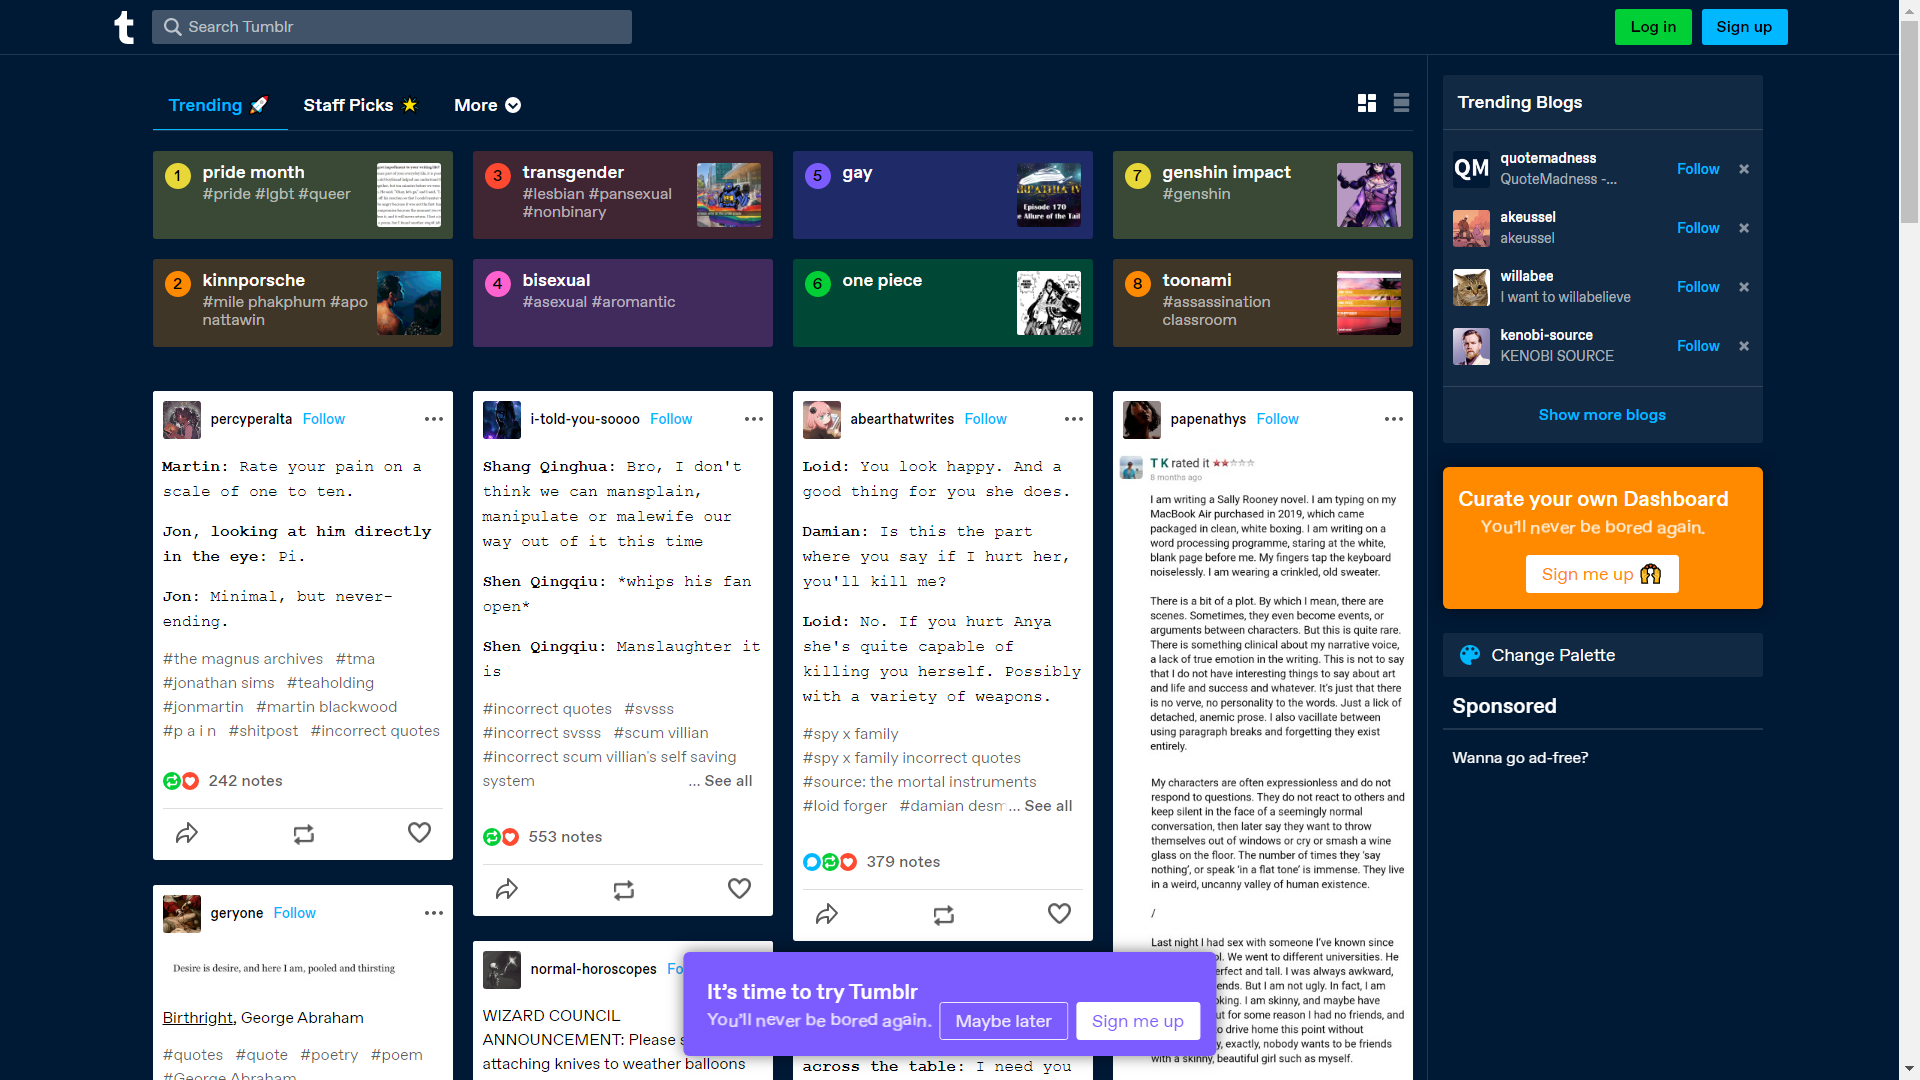 Search Tumblr
Log in
Sign up
Trending
Staff Picks
More
1
pride month
#pride #lgbt #queer
3
transgender
#lesbian #pansexual
#nonbinary
5
gay
Episode 170
e Allure of the Tail
7
genshin impact
#genshin
2
kinnporsche
#mile phakphum #apo
nattawin
4
bisexual
#asexual #aromantic
6
one piece
8
toonami
#assassination
classroom
percyperalta Follow
Martin: Rate your pain on a
scale of one to ten.
Jon, looking at him directly
in the eye: Pi.
Jon: Minimal, but never-
ending.
#the magnus archives #tma
#jonathan sims #teaholding
#jonmartin #martin blackwood
#p a i n #shitpost #incorrect quotes
242 notes
geryone Follow
Desire is desire, and here I am, pooled and thirsting
Birthright, George Abraham
#quotes #quote #poetry #poem
#George Abraham
i-told-you-soooo Follow
Shang Qinghua: Bro, I don't
think we can mansplain,
manipulate or malewife our
way out of it this time
Shen Qingqiu: *whips his fan
open*
Shen Qingqiu: Manslaughter it
is
#incorrect quotes #svsss
#incorrect svsss #scum villian
#incorrect scum villian's self saving
system ... See all
553 notes
normal-horoscopes Fo
WIZARD COUNCIL
ANNOUNCEMENT: Please s
attaching knives to weather balloons
abearthatwrites Follow
Loid: You look happy. And a
good thing for you she does.
Damian: Is this the part
where you say if I hurt her,
you'll kill me?
Loid: No. If you hurt Anya
she's quite capable of
killing you herself. Possibly
with a variety of weapons.
#spy x family
#spy x family incorrect quotes
#source: the mortal instruments
#loid forger #damian desm... See all
379 notes
across the table: I need you
papenathys Follow
T K rated it
8 months ago
I am writing a Sally Rooney novel. I am typing on my
MacBook Air purchased in 2019, which came
packaged in clean, white boxing. I am writing on a
word processing programme, staring at the white,
blank page before me. My fingers tap the keyboard
noiselessly. I am wearing a crinkled, old sweater.
There is a bit of a plot. By which I mean, there are
scenes. Sometimes, they even become events, or
arguments between characters. But this is quite rare.
There is something clinical about my narrative voice,
a lack of true emotion in the writing. This is not to say
that I do not have interesting things to say about art
and life and success and whatever. It's just that there
is no verve, no personality to the words. Just a lick of
detached, anemic prose. I also vacillate between
using paragraph breaks and forgetting they exist
entirely.
My characters are often expressionless and do not
respond to questions. They do not react to others and
keep silent in the face of a seemingly normal
conversation, then later say they want to throw
themselves out of windows or cry or smash a wine
glass on the floor. The number of times they 'say
nothing', or speak 'in a flat tone' is immense. They live
in a weird, uncanny valley of human existence.
/
Last night I had sex with someone I've known since
ol. We went to different universities. He
erfect and tall. I was always awkward,
ends. But I am not ugly. In fact, I am
oking. I am skinny, and maybe have
ut for some reason I had no friends, and
o drive home this point without
y, exactly, nobody wants to be friends
with a skinny, beautiful girl such as myself.
It's time to try Tumblr
You'll never be bored again.
Maybe later
Sign me up
Trending Blogs
QM
quotemadness
QuoteMadness -...
Follow
akeussel
akeussel
Follow
willabee
I want to willabelieve
Follow
kenobi-source
KENOBI SOURCE
Follow
Show more blogs
Curate your own Dashboard
You'll never be bored again.
Sign me up
Change Palette
Sponsored
Wanna go ad-free?